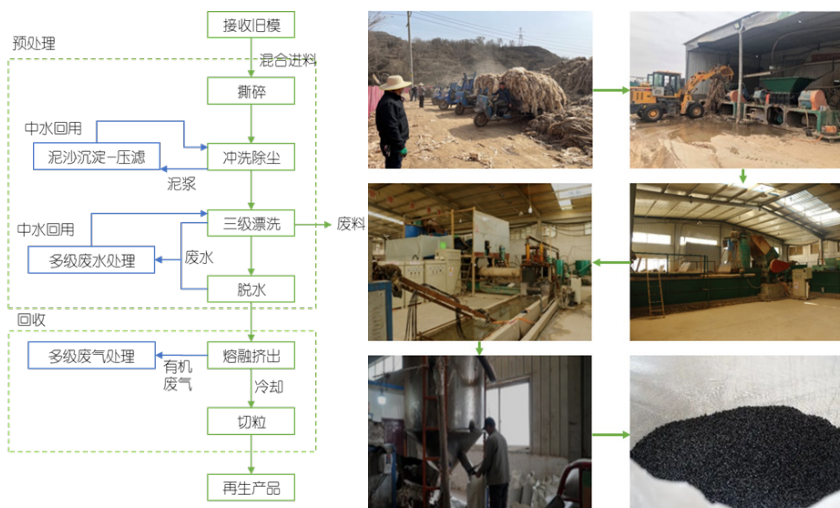 接收旧模
预处理
混合进料
撕碎
中水回用
泥沙沉淀-压滤
冲洗除尘
泥浆
中水回用
三级漂洗
废料
多级废水处理
废水
脱水
回收
多级废气处理
熔融挤出
有机
废气
冷却
切粒
再生产品